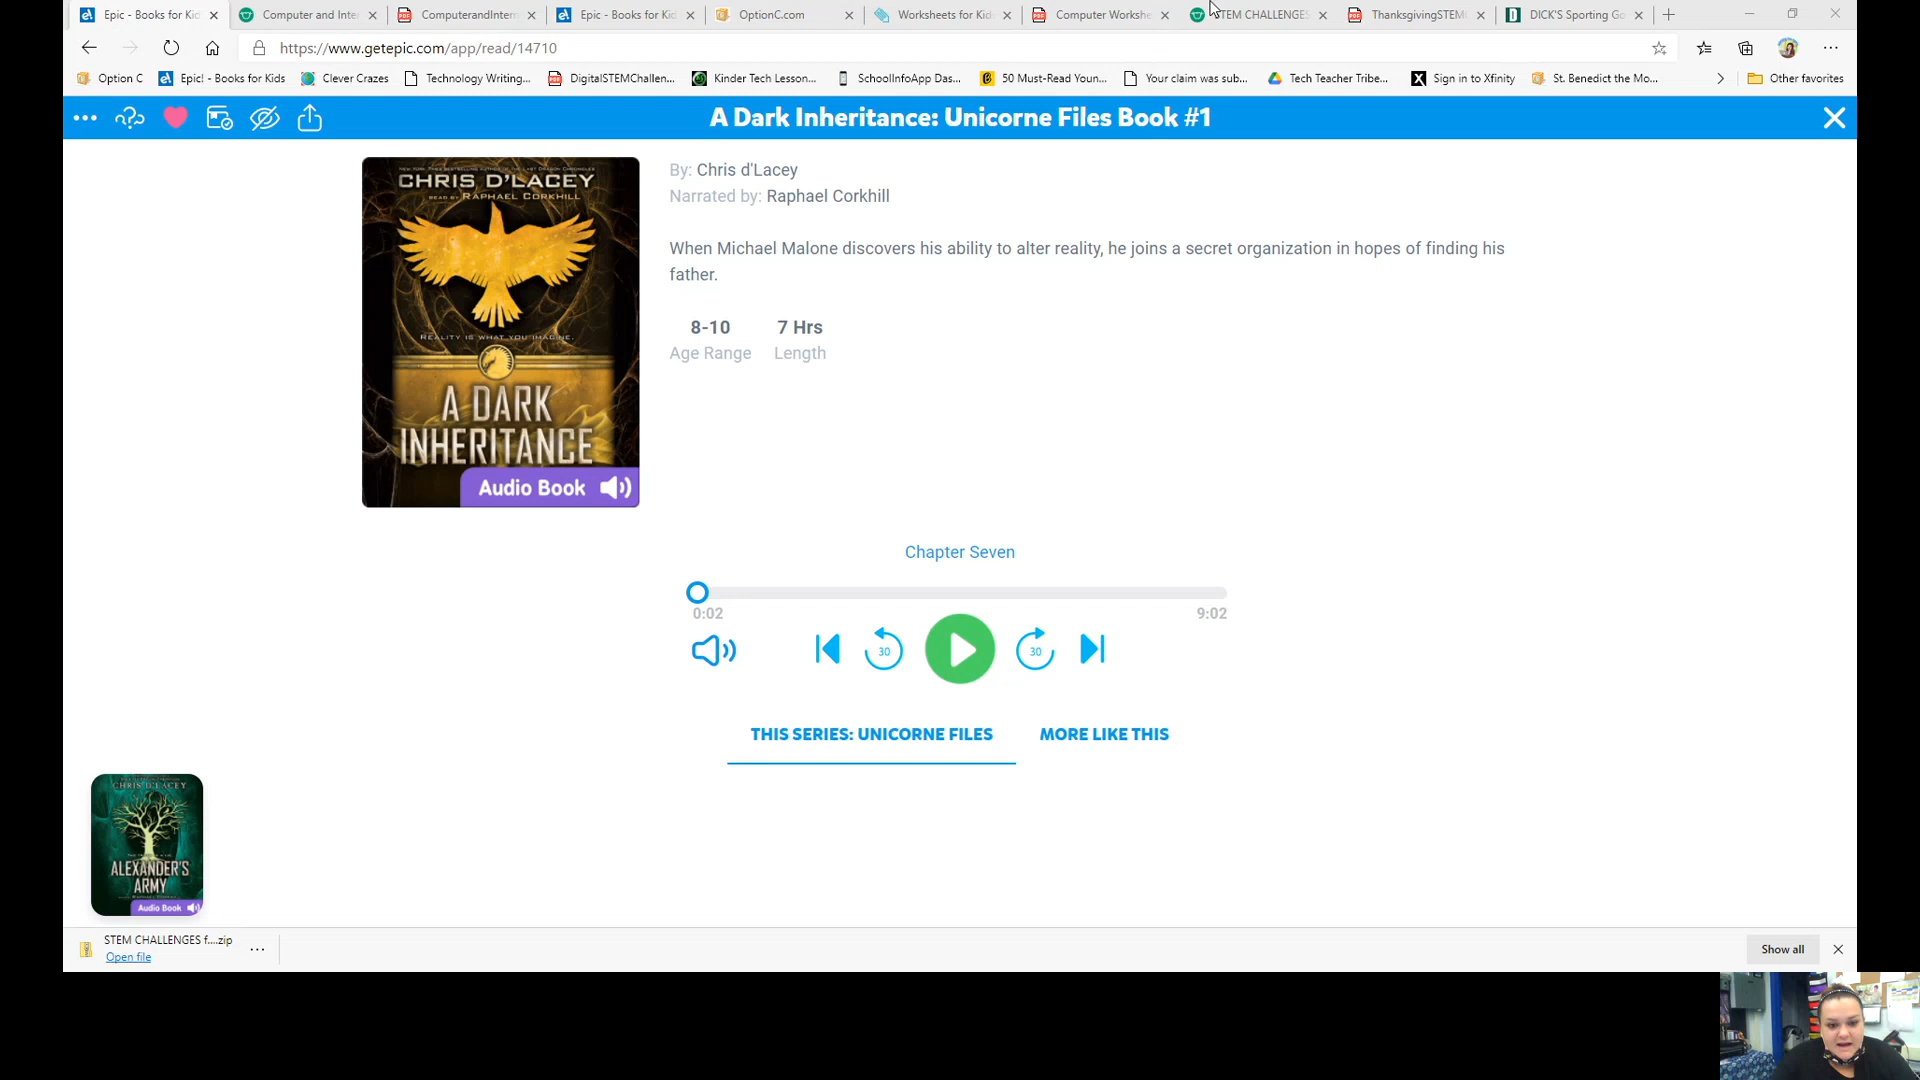 Epic - Books for Kid
Computer and Inte
ComputerandIntern
Epic - Books for Kid
OptionC.com
Worksheets for Kid
Computer Workshe
STEM CHALLENGES
ThanksgivingSTEM
DICK'S Sporting Go
https://www.getepic.com/app/read/14710
Option C
Epic! - Books for Kids
Clever Crazes
Technology Writing...
DigitalSTEMChallen...
Kinder Tech Lesson...
SchoolInfoApp Das...
50 Must-Read Youn...
Your claim was sub...
Tech Teacher Tribe...
Sign in to Xfinity
St. Benedict the Mo...
Other favorites
A Dark Inheritance: Unicorne Files Book #1
CHRIS D'LACEY
READ BY RAPHAEL CORKHILL
REALITY IS WHAT YOU IMAGINE.
A DARK
INHERITANCE
Audio Book
By: Chris d'Lacey
Narrated by: Raphael Corkhill
When Michael Malone discovers his ability to alter reality, he joins a secret organization in hopes of finding his
father.
8-10
7 Hrs
Age Range
Length
Chapter Seven
0:02
9:02
30
30
THIS SERIES: UNICORNE FILES
MORE LIKE THIS
CHRIS D'LACEY
ALEXANDER'S
ARMY
Audio Book
STEM CHALLENGES f....zip
Open file
Show all